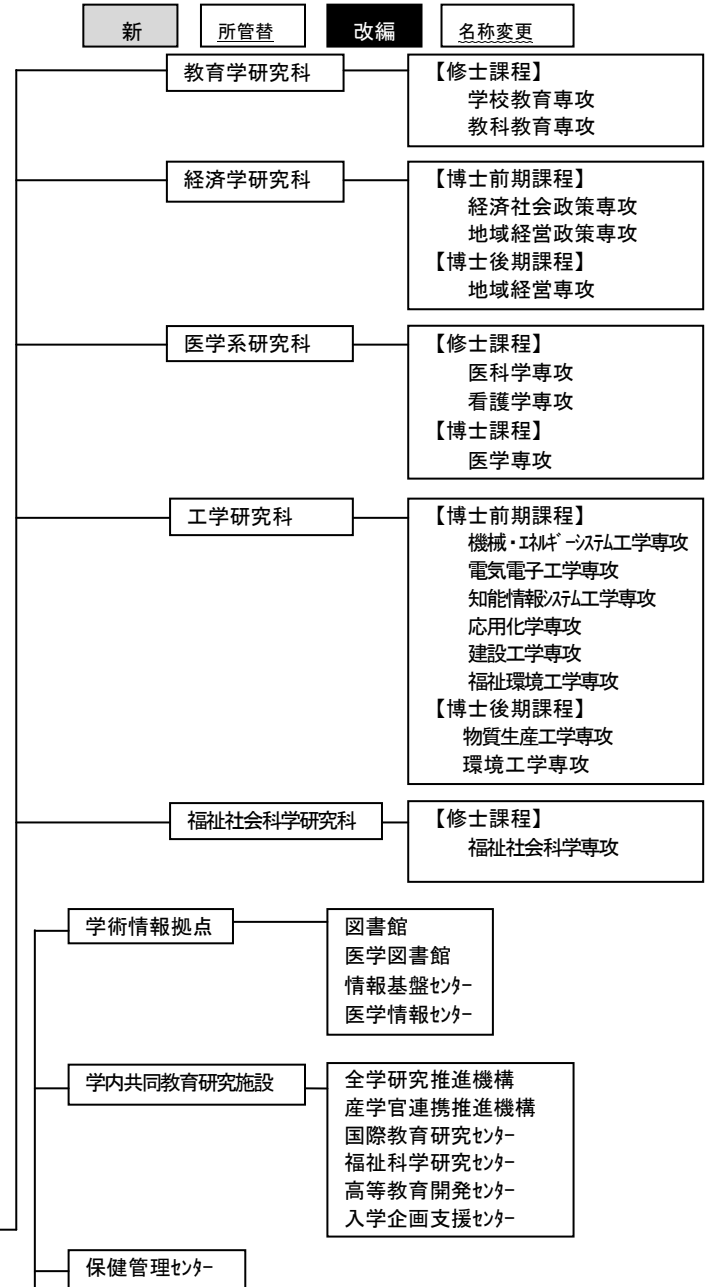 新 所管替 改編 名称変更
教育学研究科
【修士課程】
学校教育専攻
教科教育専攻
経済学研究科
【博士前期課程】
経済社会政策専攻
地域経営政策専攻
【博士後期課程】
地域経営専攻
医学系研究科
【修士課程】
医科学専攻
看護学専攻
【博士課程】
医学専攻
工学研究科
【博士前期課程】
機械・ｴﾈﾙｷﾞｰｼｽﾃﾑ工学専攻
電気電子工学専攻
知能情報ｼｽﾃﾑ工学専攻
応用化学専攻
建設工学専攻
福祉環境工学専攻
【博士後期課程】
物質生産工学専攻
環境工学専攻
福祉社会科学研究科
【修士課程】
福祉社会科学専攻
学術情報拠点
図書館
医学図書館
情報基盤ｾﾝﾀｰ
医学情報ｾﾝﾀｰ
学内共同教育研究施設
全学研究推進機構
産学官連携推進機構
国際教育研究ｾﾝﾀｰ
福祉科学研究ｾﾝﾀｰ
高等教育開発ｾﾝﾀｰ
入学企画支援ｾﾝﾀｰ
保健管理ｾﾝﾀｰ